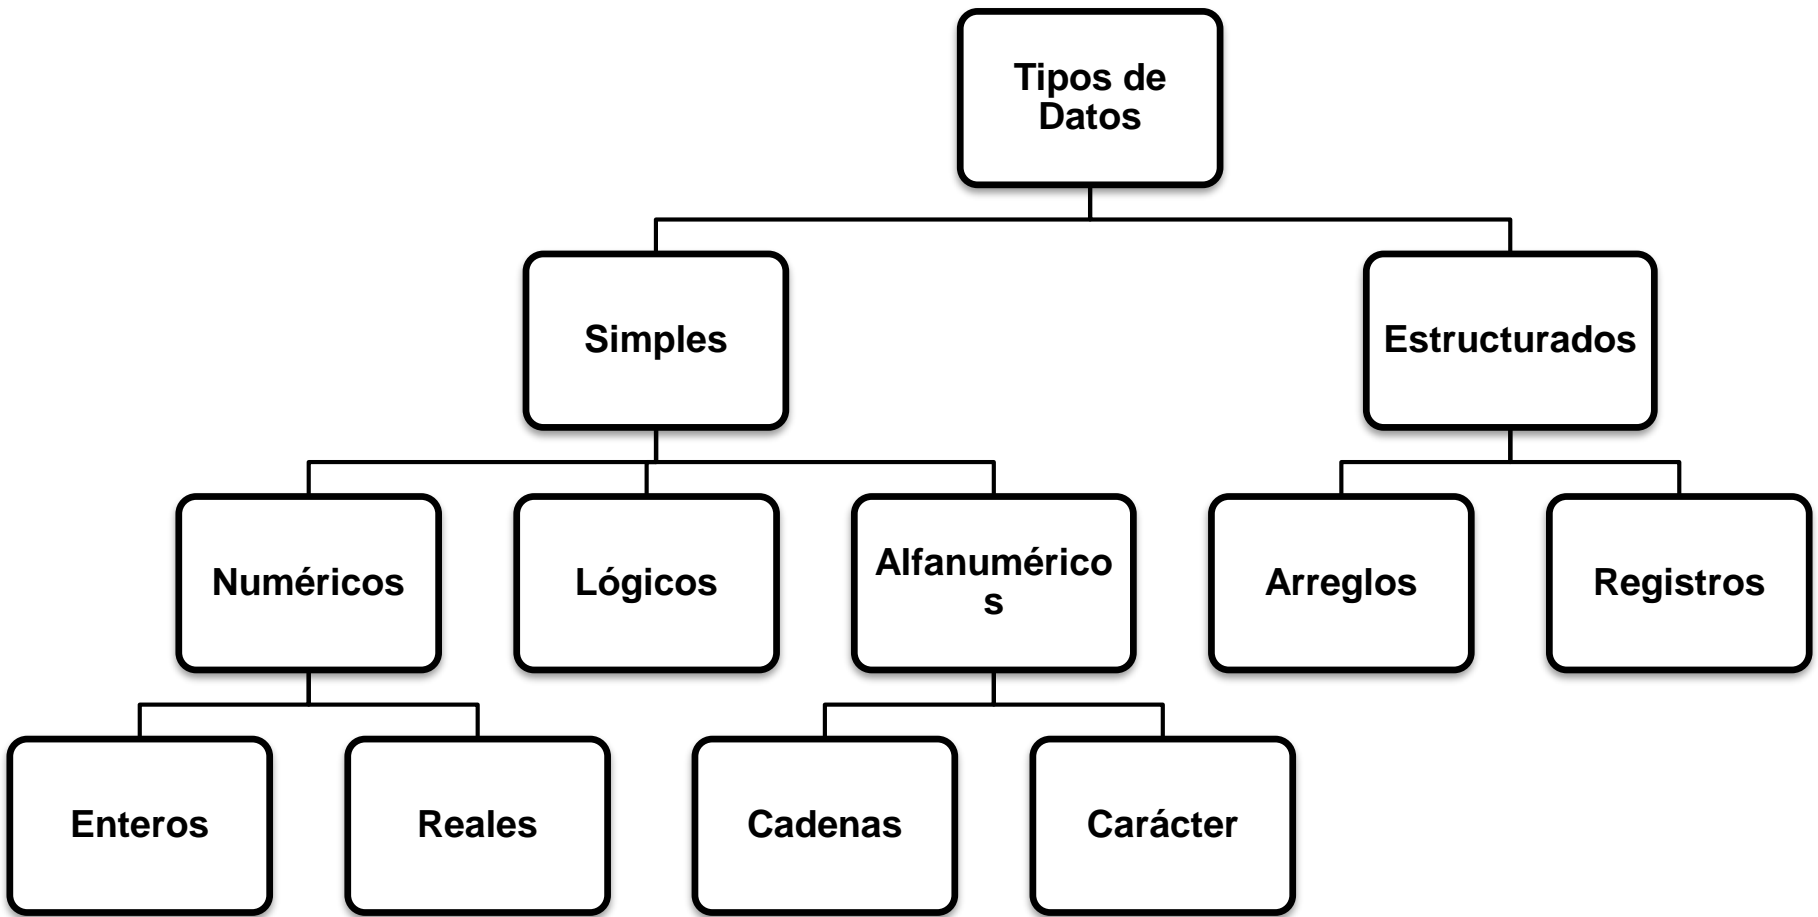 Tipos de
Datos
Simples
Estructurados
Numéricos
Lógicos
Alfanumérico
s
Arreglos
Registros
Enteros
Reales
Cadenas
Carácter